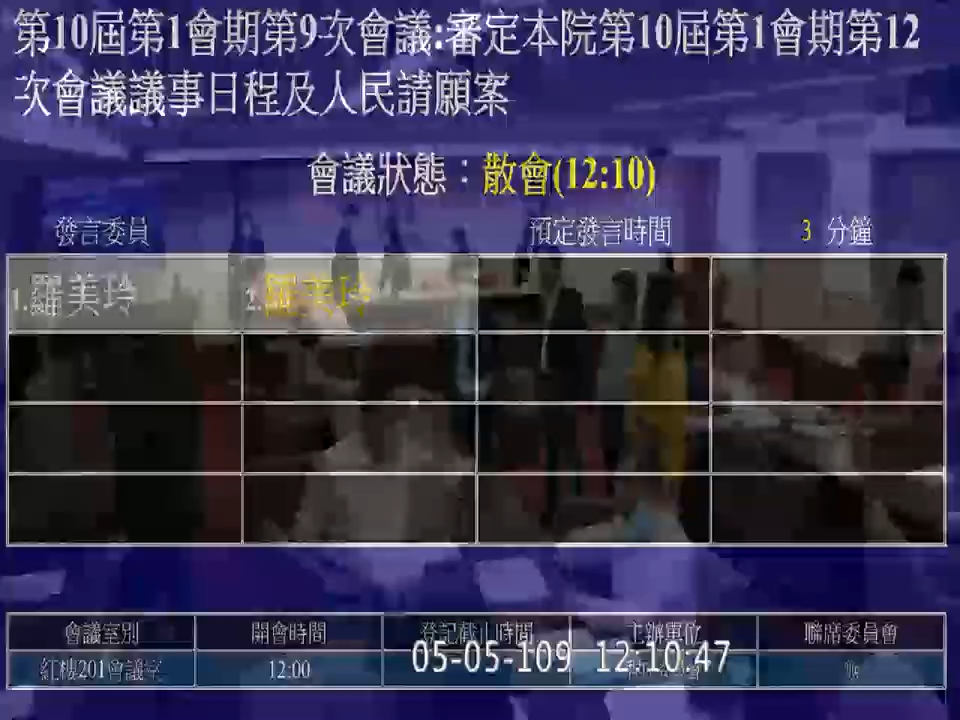 第10屆第1會期第9次會議:審定本院第10屆第1會期第12
次會議議事日程及人民請願案
會議狀態：散會(12:10)
發言委員 預定發言時間 3 分鐘
1.羅美玲 2.羅美玲
會議室別 開會時間 登記截止時間 主辦單位 聯席委員會
紅樓201會議室 12:00
05-05-109 12:10:47